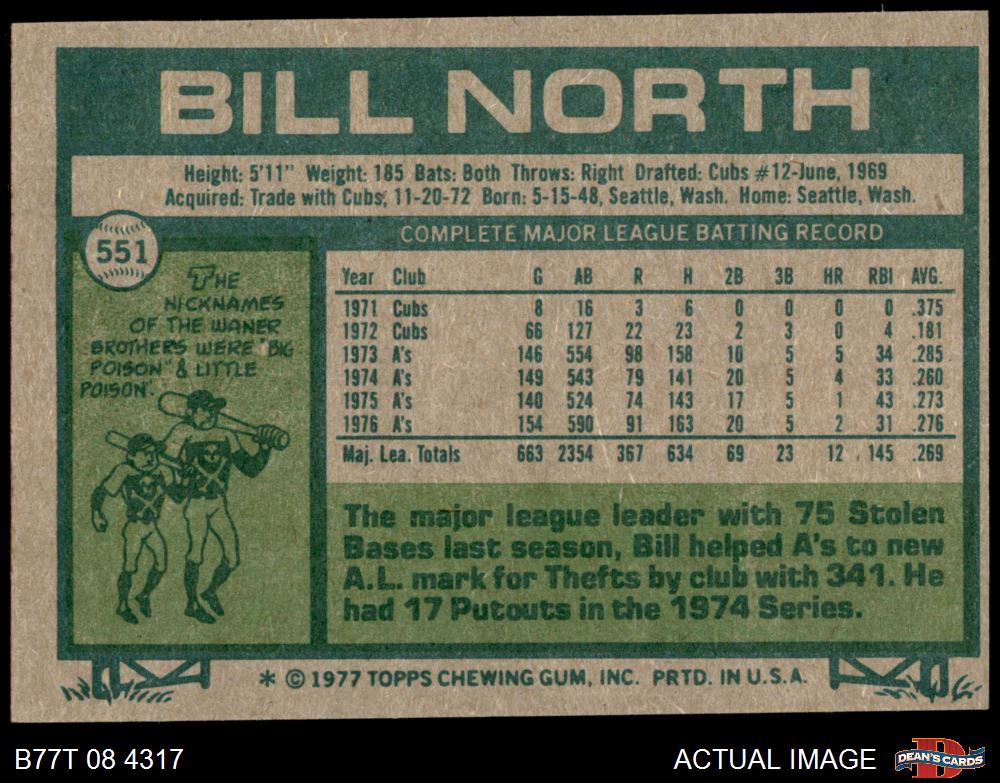 BILL NORTH
Height: 5'11" Weight: 185 Bats: Both Throws: Right Drafted: Cubs #12-June, 1969
Acquired: Trade with Cubs, 11-20-72 Born: 5-15-48, Seattle, Wash. Home: Seattle, Wash.
551
COMPLETE MAJOR LEAGUE BATTING RECORD
THE
NICKNAMES
OF THE WANER
BROTHERS WERE "BIG
POISON" & LITTLE
POISON".
Year Club G AB R H 2B 3B HR RBI AVG.
1971 Cubs 8 16 3 6 0 0 0 0 .375
1972 Cubs 66 127 22 23 2 3 0 4 .181
1973 A's 146 554 98 158 10 5 5 34 .285
1974 A's 149 543 79 141 20 5 4 33 .260
1975 A's 140 524 74 143 17 5 1 43 .273
1976 A's 154 590 91 163 20 5 2 31 .276
Maj. Lea. Totals 663 2354 367 634 69 23 12 145 .269
The major league leader with 75 Stolen
Bases last season, Bill helped A's to new
A.L. mark for Thefts by club with 341. He
had 17 Putouts in the 1974 Series.
* © 1977 TOPPS CHEWING GUM, INC. PRTD. IN U.S.A.
B77T 08 4317
ACTUAL IMAGE
DEAN'S CARDS